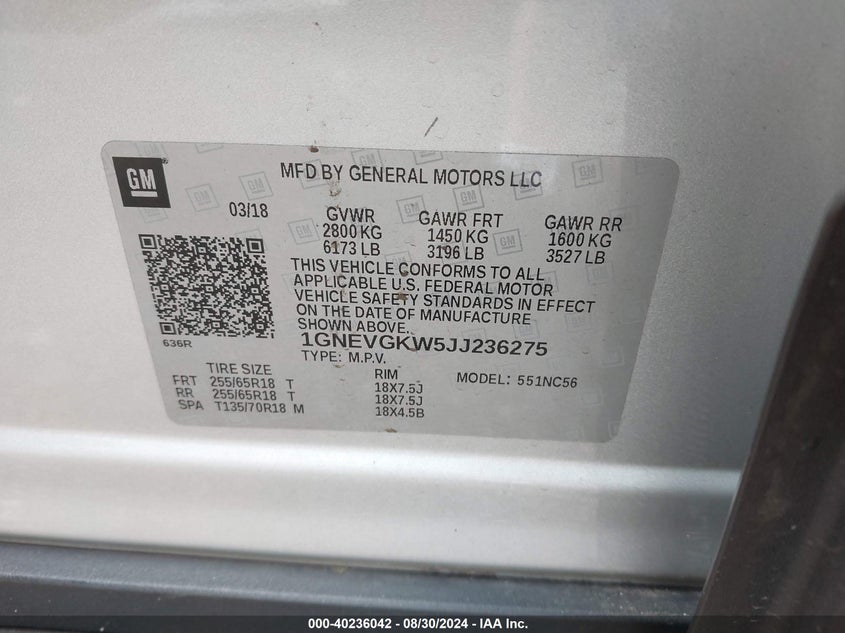 GM
MFD BY GENERAL MOTORS LLC
03/18 GVWR GAWR FRT GAWR RR
2800 KG 1450 KG 1600 KG
6173 LB 3196 LB 3527 LB
THIS VEHICLE CONFORMS TO ALL
APPLICABLE U.S. FEDERAL MOTOR
VEHICLE SAFETY STANDARDS IN EFFECT
ON THE DATE OF MANUFACTURE
SHOWN ABOVE.
636R
1GNEVGKW5JJ236275
TYPE: M.P.V.
TIRE SIZE RIM MODEL: 551NC56
FRT 255/65R18 T 18X7.5J
RR 255/65R18 T 18X7.5J
SPA T135/70R18 M 18X4.5B
000-40236042 - 08/30/2024 - IAA Inc.